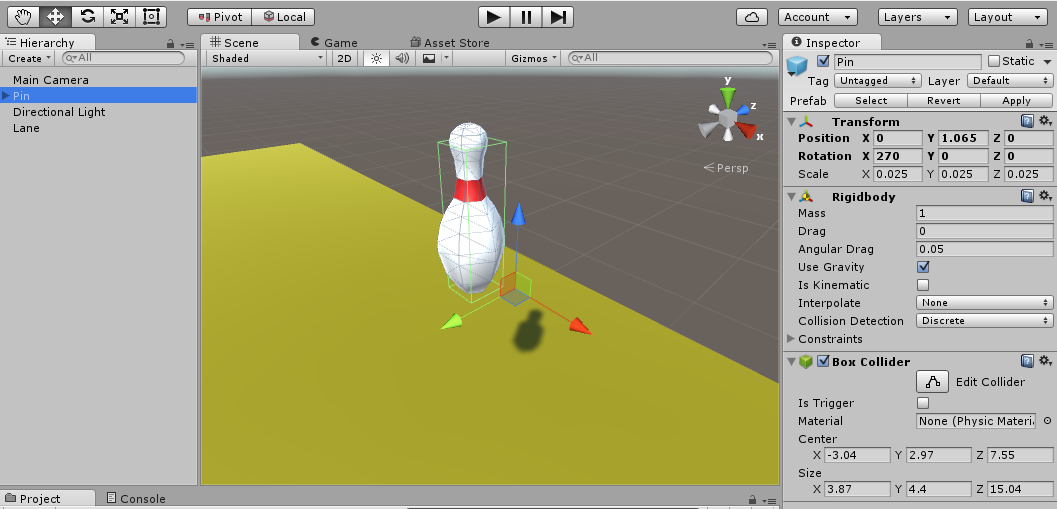 Pivot Local Account Layers Layout
Hierarchy Scene Game Asset Store Inspector
Create All Shaded 2D Gizmos All
Main Camera
Pin
Directional Light
Lane
y
z
x
Persp
Pin Static
Tag Untagged Layer Default
Prefab Select Revert Apply
Transform
Position X 0 Y 1.065 Z 0
Rotation X 270 Y 0 Z 0
Scale X 0.025 Y 0.025 Z 0.025
Rigidbody
Mass 1
Drag 0
Angular Drag 0.05
Use Gravity
Is Kinematic
Interpolate None
Collision Detection Discrete
Constraints
Box Collider
Edit Collider
Is Trigger
Material None (Physic Materi
Center
X -3.04 Y 2.97 Z 7.55
Size
X 3.87 Y 4.4 Z 15.04
Project Console